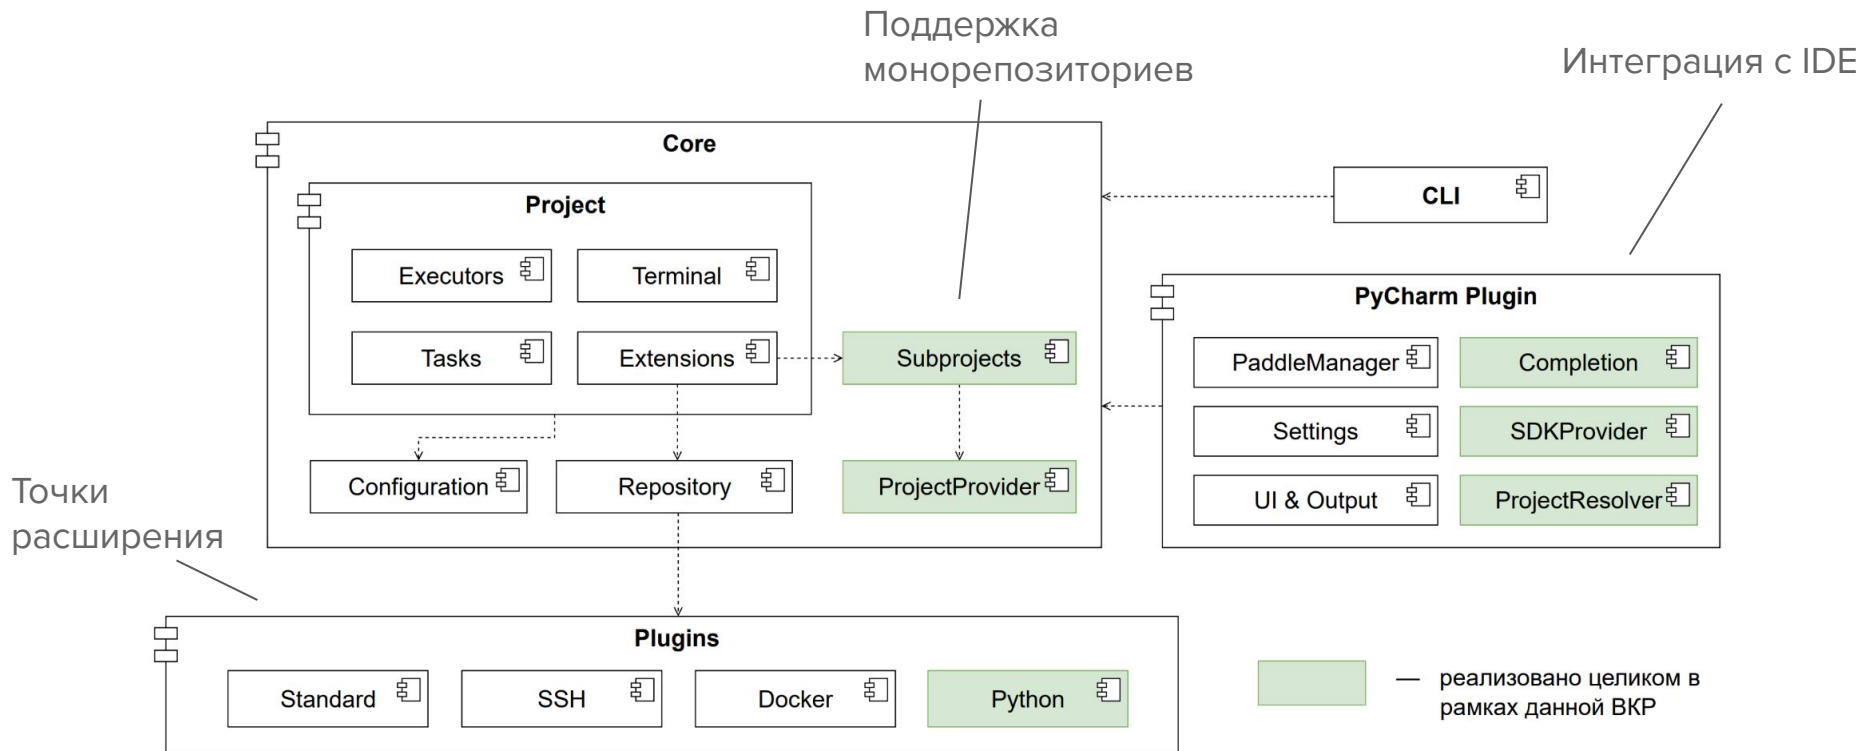 Поддержка
монорепозиториев
Интеграция с IDE
Core
Project
CLI
Executors
Terminal
PyCharm Plugin
Tasks
Extensions
Subprojects
PaddleManager
Completion
Settings
SDKProvider
Configuration
Repository
ProjectProvider
UI & Output
ProjectResolver
Точки
расширения
Plugins
Standard
SSH
Docker
Python
— реализовано целиком в
рамках данной ВКР